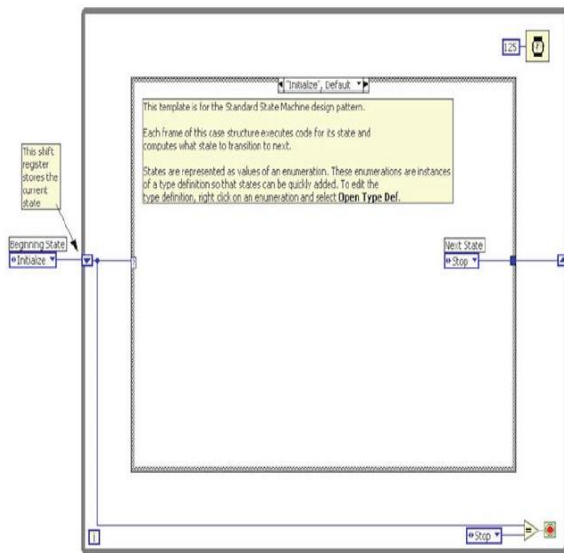 125
"Initialize", Default
This template is for the Standard State Machine design pattern.
Each frame of this case structure executes code for its state and
computes what state to transition to next.
States are represented as values of an enumeration. These enumerations are instances
of a type definition so that states can be quickly added. To edit the
type definition, right click on an enumeration and select Open Type Def.
This shift
register
stores the
current
state
Beginning State
Initialize
Next State
Stop
i
Stop
=